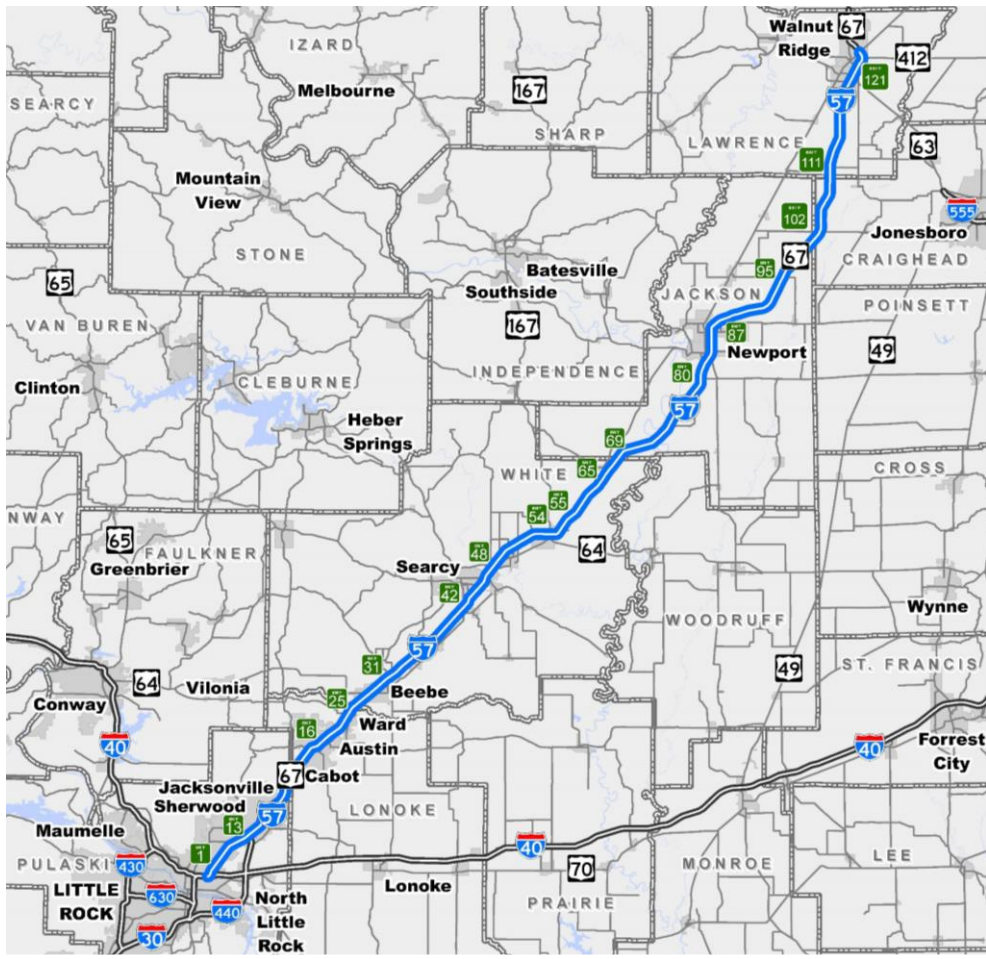 IZARD
Walnut
Ridge
67
412
121
Melbourne
167
57
SEARCY
SHARP
LAWRENCE
63
111
Mountain
View
102
555
Jonesboro
STONE
67
Batesville
95
CRAIGHEAD
65
Southside
JACKSON
POINSETT
VAN BUREN
167
87
49
Newport
Clinton
CLEBURNE
INDEPENDENCE
80
57
Heber
Springs
69
65
WHITE
CROSS
55
54
NWAY
65
FAULKNER
48
64
Greenbrier
Searcy
42
Wynne
WOODRUFF
57
31
49
ST. FRANCIS
64
Vilonia
Beebe
Conway
25
Ward
16
Austin
40
40
Forrest
City
67
Cabot
Jacksonville
Sherwood
LONOKE
57
13
Maumelle
40
1
PULASKI
430
70
MONROE
LEE
LITTLE
ROCK
630
Lonoke
North
Little
Rock
440
PRAIRIE
30